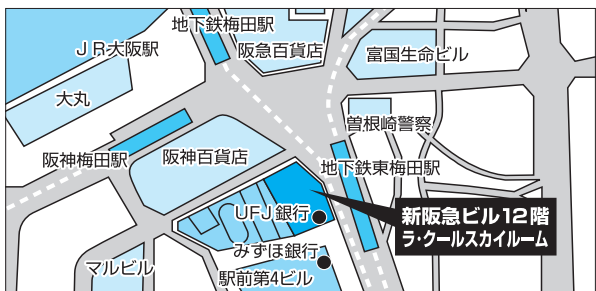 地下鉄梅田駅
JR大阪駅
阪急百貨店
富国生命ビル
大丸
曽根崎警察
阪神梅田駅
阪神百貨店
地下鉄東梅田駅
UFJ銀行
新阪急ビル12階
ラ・クールスカイルーム
みずほ銀行
マルビル
駅前第4ビル